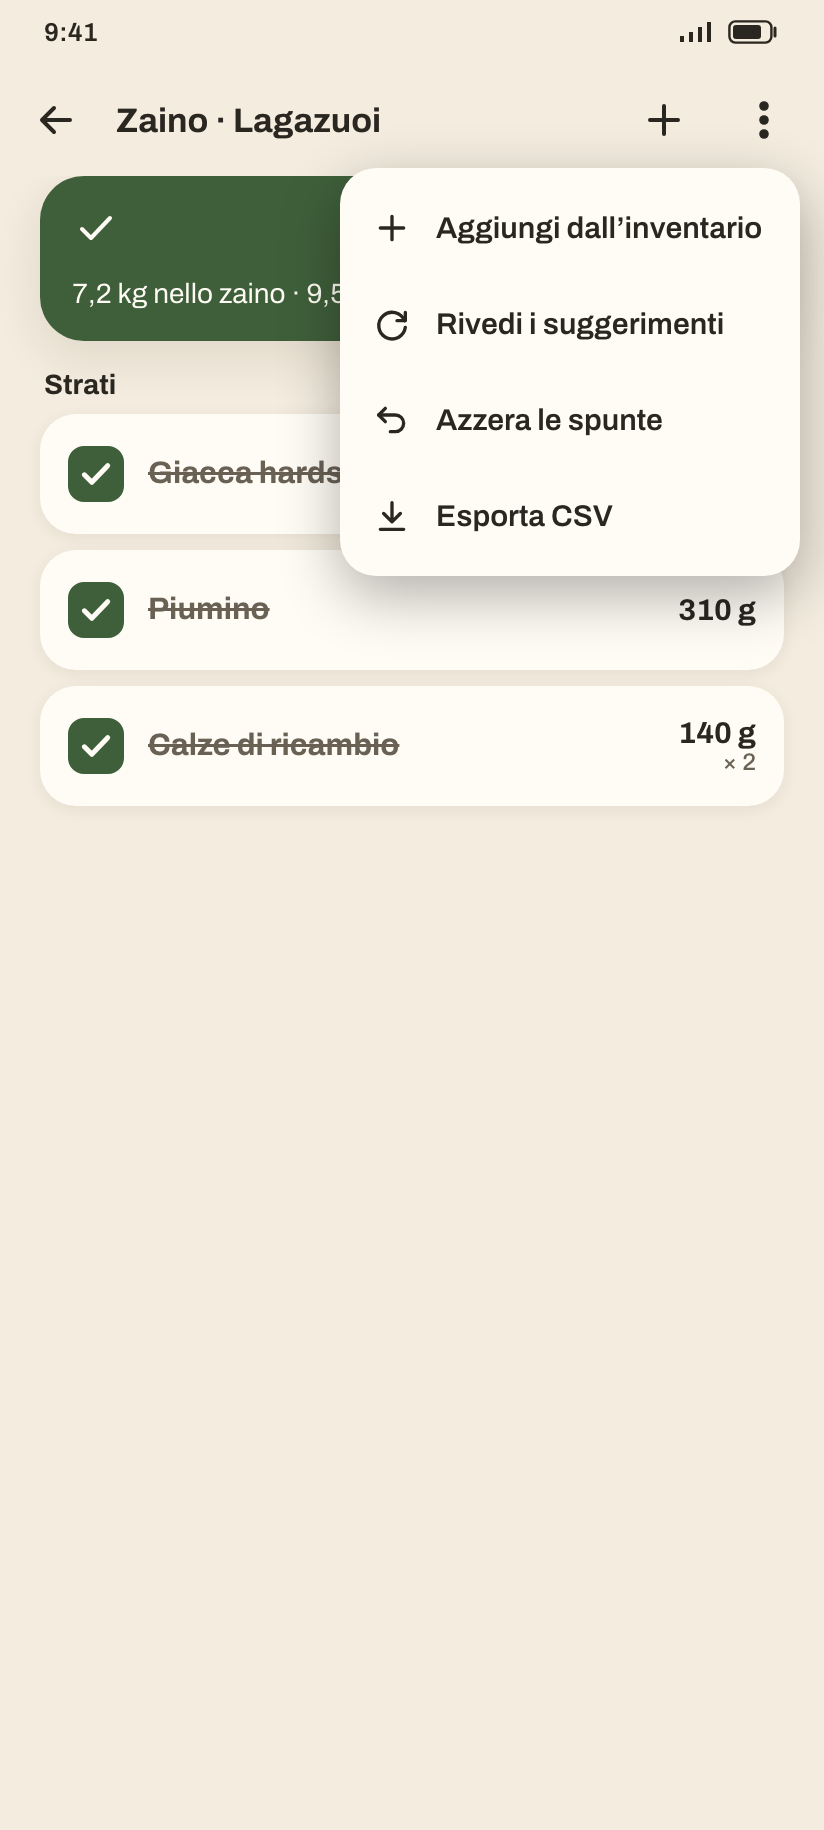 9:41
Zaino · Lagazuoi
Aggiungi dall’inventario
7,2 kg nello zaino · 9,5
Rivedi i suggerimenti
Strati
Azzera le spunte
Giacca hards
Esporta CSV
Piumino
310 g
Calze di ricambio
140 g
× 2